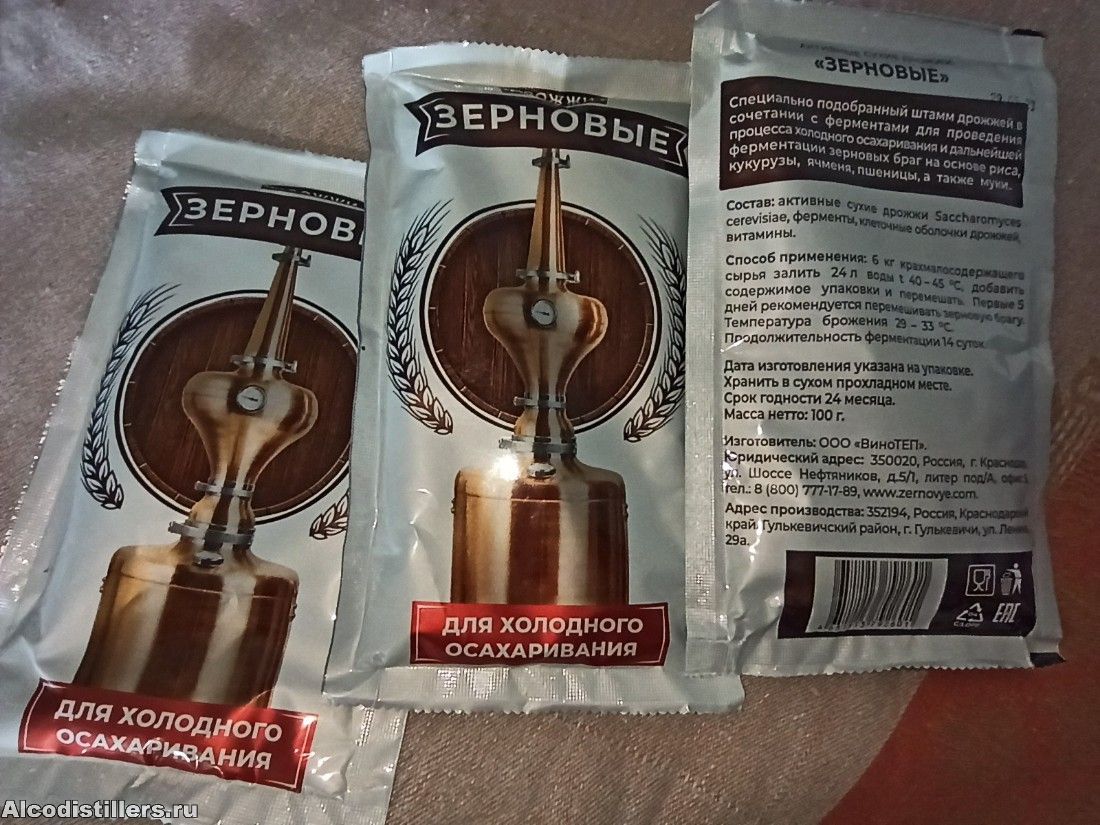 ЗЕРНОВЫЕ
ДЛЯ ХОЛОДНОГО
ОСАХАРИВАНИЯ
ЗЕРНОВЫЕ
ДЛЯ ХОЛОДНОГО
ОСАХАРИВАНИЯ
АКТИВНЫЕ СУХИЕ
«ЗЕРНОВЫЕ»
Специально подобранный штамм дрожжей в
сочетании с ферментами для проведения
процесса холодного осахаривания и дальнейшей
ферментации зерновых браг на основе риса,
кукурузы, ячменя, пшеницы, а также муки.
Состав: активные сухие дрожжи Saccharomyces
cerevisiae, ферменты, клеточные оболочки дрожжей,
витамины.
Способ применения: 6 кг крахмалосодержащего
сырья залить 24 л воды t 40-45 °C, добавить
содержимое упаковки и перемешать. Первые 5
дней рекомендуется перемешивать зерновую брагу.
Температура брожения 29 – 33 °C.
Продолжительность ферментации 14 суток.
Дата изготовления указана на упаковке.
Хранить в сухом прохладном месте.
Срок годности 24 месяца.
Масса нетто: 100 г.
Изготовитель: ООО «ВиноТЕП».
Юридический адрес: 350020, Россия, г.
ул. Шоссе Нефтяников, д.5/1, литер под/А,
тел.: 8 (800) 777-17-89, www.zernovye.com.
Адрес производства: 352194, Россия, Краснодарский
край, Гулькевичский район, г. Гулькевичи, ул. Ленина
29а.
EAC
Alcodistillers.ru